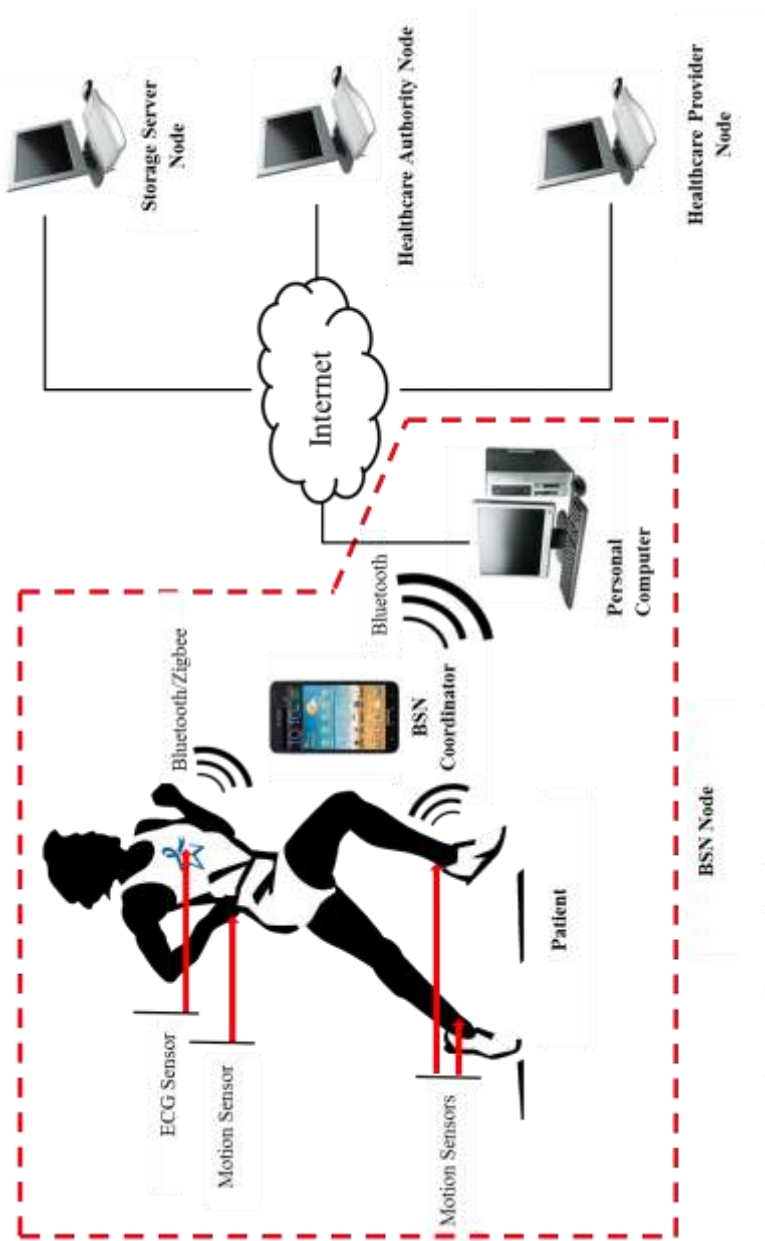 Storage Server
Node
Healthcare Authority Node
Healthcare Provider
Node
Internet
Bluetooth/Zigbee
Bluetooth
BSN
Coordinator
Personal
Computer
ECG Sensor
Motion Sensor
Motion Sensors
Patient
BSN Node